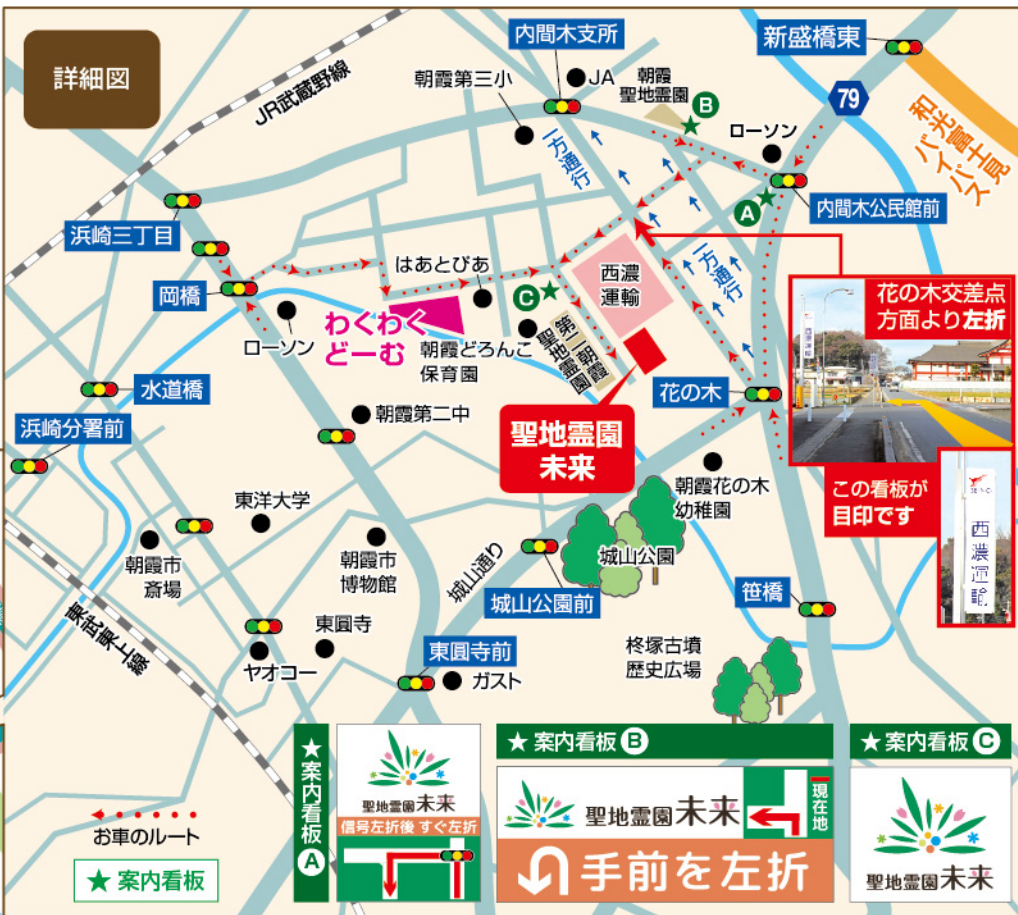 詳細図
JR武蔵野線
内間木支所
JA
朝霞第三小
朝霞
聖地霊園
B
新盛橋東
79
和光富士見
バイパス
ローソン
一方通行
内間木公民館前
A
浜崎三丁目
岡橋
はあとぴあ
C
西濃
運輸
一方通行
花の木交差点
方面より左折
西濃運輸
ローソン
わくわく
どーむ
朝霞どろんこ
保育園
第二朝霞
聖地霊園
花の木
水道橋
浜崎分署前
朝霞第二中
聖地霊園
未来
この看板が
目印です
西濃運輸
朝霞花の木
幼稚園
東洋大学
朝霞市
斎場
朝霞市
博物館
城山通り
城山公園
城山公園前
笹橋
東武東上線
東圓寺
ヤオコー
東圓寺前
ガスト
柊塚古墳
歴史広場
お車のルート
★ 案内看板
★ 案内看板 A
聖地霊園 未来
信号左折後 すぐ左折
★ 案内看板 B
聖地霊園 未来
現在地
手前を左折
★ 案内看板 C
聖地霊園 未来